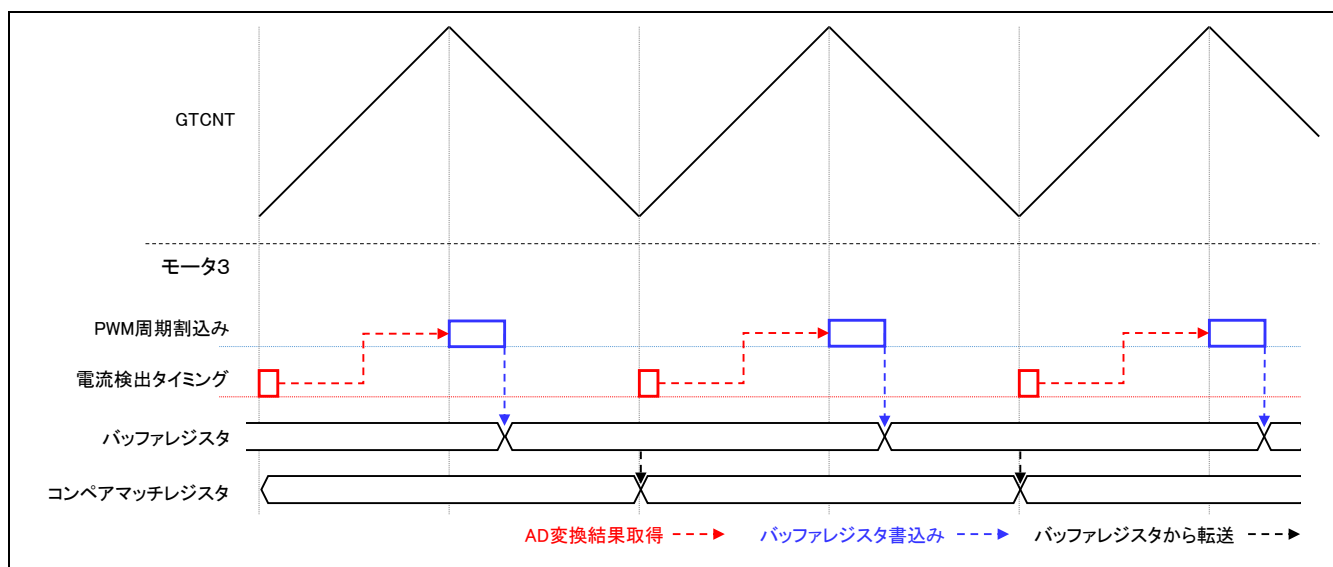 GTCNT
モータ3
PWM周期割込み
電流検出タイミング
バッファレジスタ
コンペアマッチレジスタ
AD変換結果取得 バッファレジスタ書込み バッファレジスタから転送